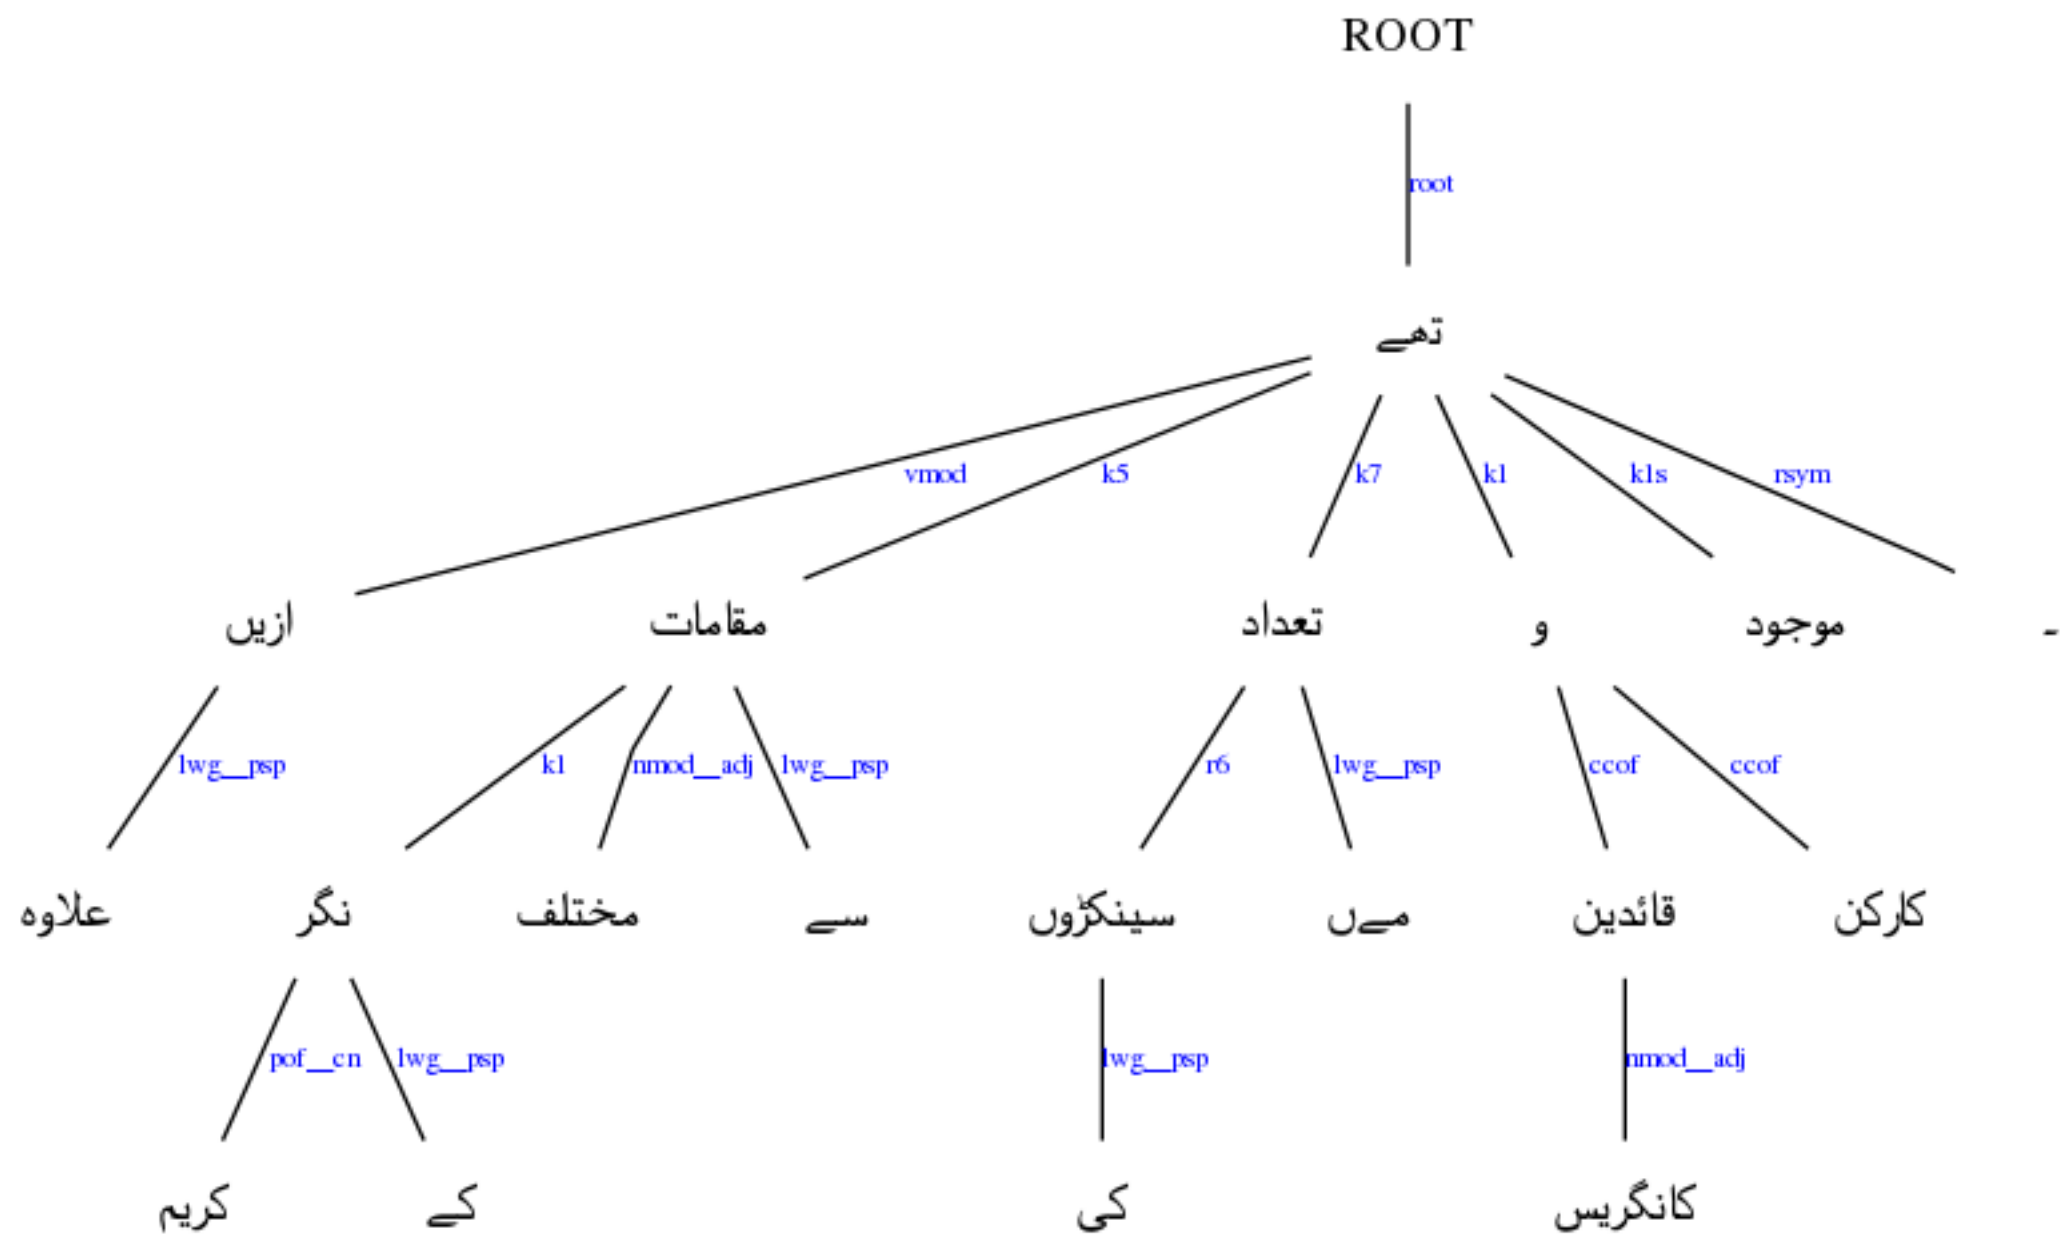 ROOT
root
تھے
vmod k5 k7 k1 k1s rsym
ازیں مقامات تعداد و موجود ۔
lwg__psp k1 nmod__adj lwg__psp r6 lwg__psp ccof ccof
علاوہ نگر مختلف سے سینکڑوں مےں قائدین کارکن
pof__cn lwg__psp lwg__psp nmod__adj
کریم کے کی کانگریس